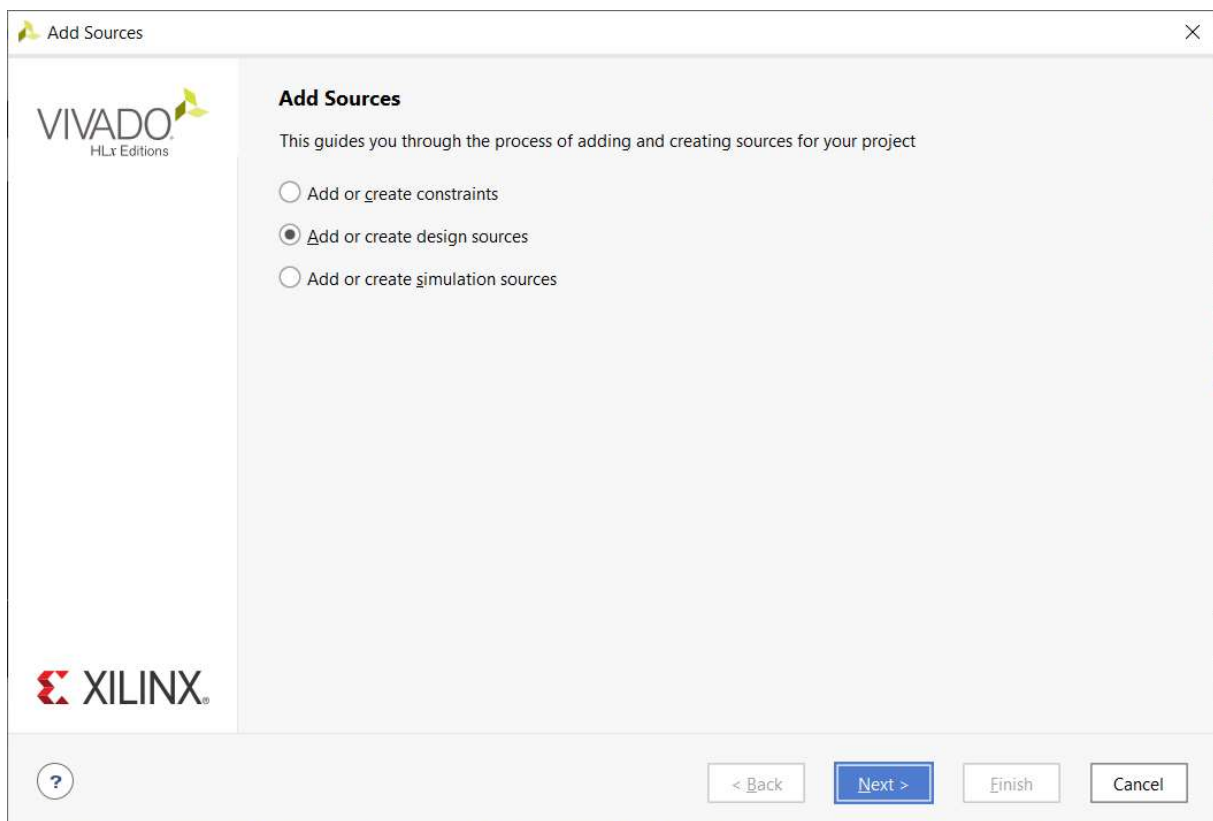 Add Sources
VIVADO.
HLx Editions
Add Sources
This guides you through the process of adding and creating sources for your project
Add or create constraints
Add or create design sources
Add or create simulation sources
XILINX®
?
< Back
Next >
Finish
Cancel